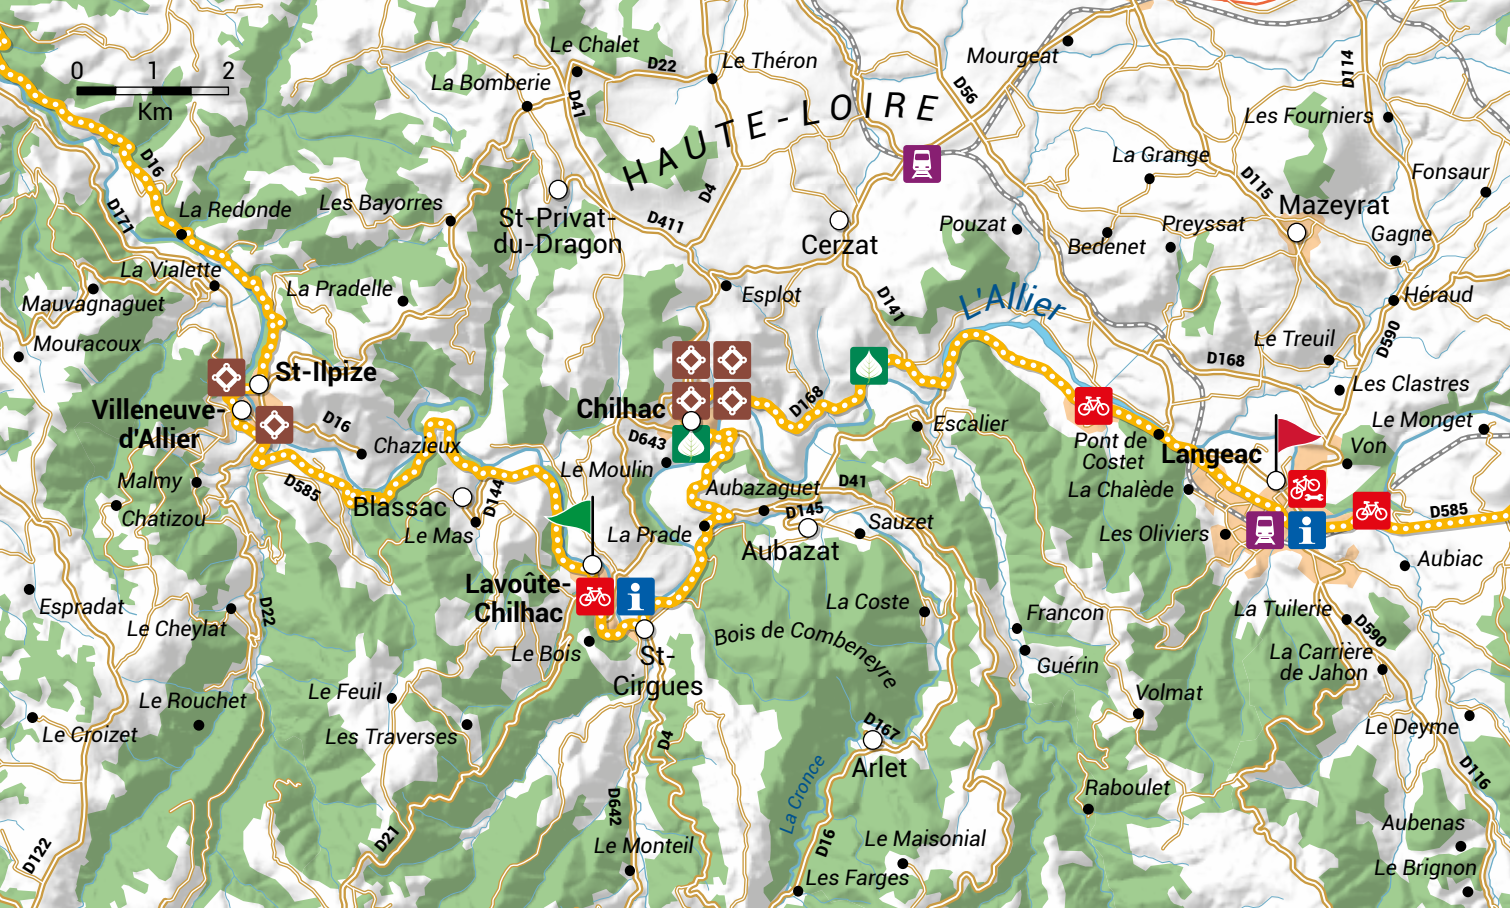 Le Chalet
D22
Le Théron
Mourgeat
D114
0 1 2
Km
La Bomberie
D41
D56
HAUTE-LOIRE
Les Fourniers
D16
La Grange
D115
Fonsaur
D171
La Redonde
Les Bayorres
St-Privat-
du-Dragon
D411
D4
Cerzat
Pouzat
Bedenet
Preyssat
Mazeyrat
Gagne
La Vialette
Mauvagnaguet
La Pradelle
Esplot
D141
L'Allier
Héraud
Mouracoux
St-Ilpize
D168
Le Treuil
D590
Les Clastres
Villeneuve-
d'Allier
D16
Chazieux
Chilhac
D643
Le Moulin
D168
Escalier
Pont de
Costet
Langeac
Von
Le Monget
Malmy
Chatizou
D585
Blassac
D144
Le Mas
Aubazaguet
D41
D145
La Chalède
La Prade
Aubazat
Sauzet
Les Oliviers
i
D585
Aubiac
Lavoûte-
Chilhac
i
Espradat
Le Cheylat
D22
Le Bois
St-
Cirgues
Bois de Combeneyre
La Coste
Francon
Guérin
La Tuilerie
D590
La Carrière
de Jahon
Le Rouchet
Le Feuil
Volmat
Le Croizet
Les Traverses
D4
D167
Arlet
Le Deyme
La Cronce
D116
Raboulet
D642
D21
D122
Le Monteil
D16
Le Maisonial
Les Farges
Aubenas
Le Brignon